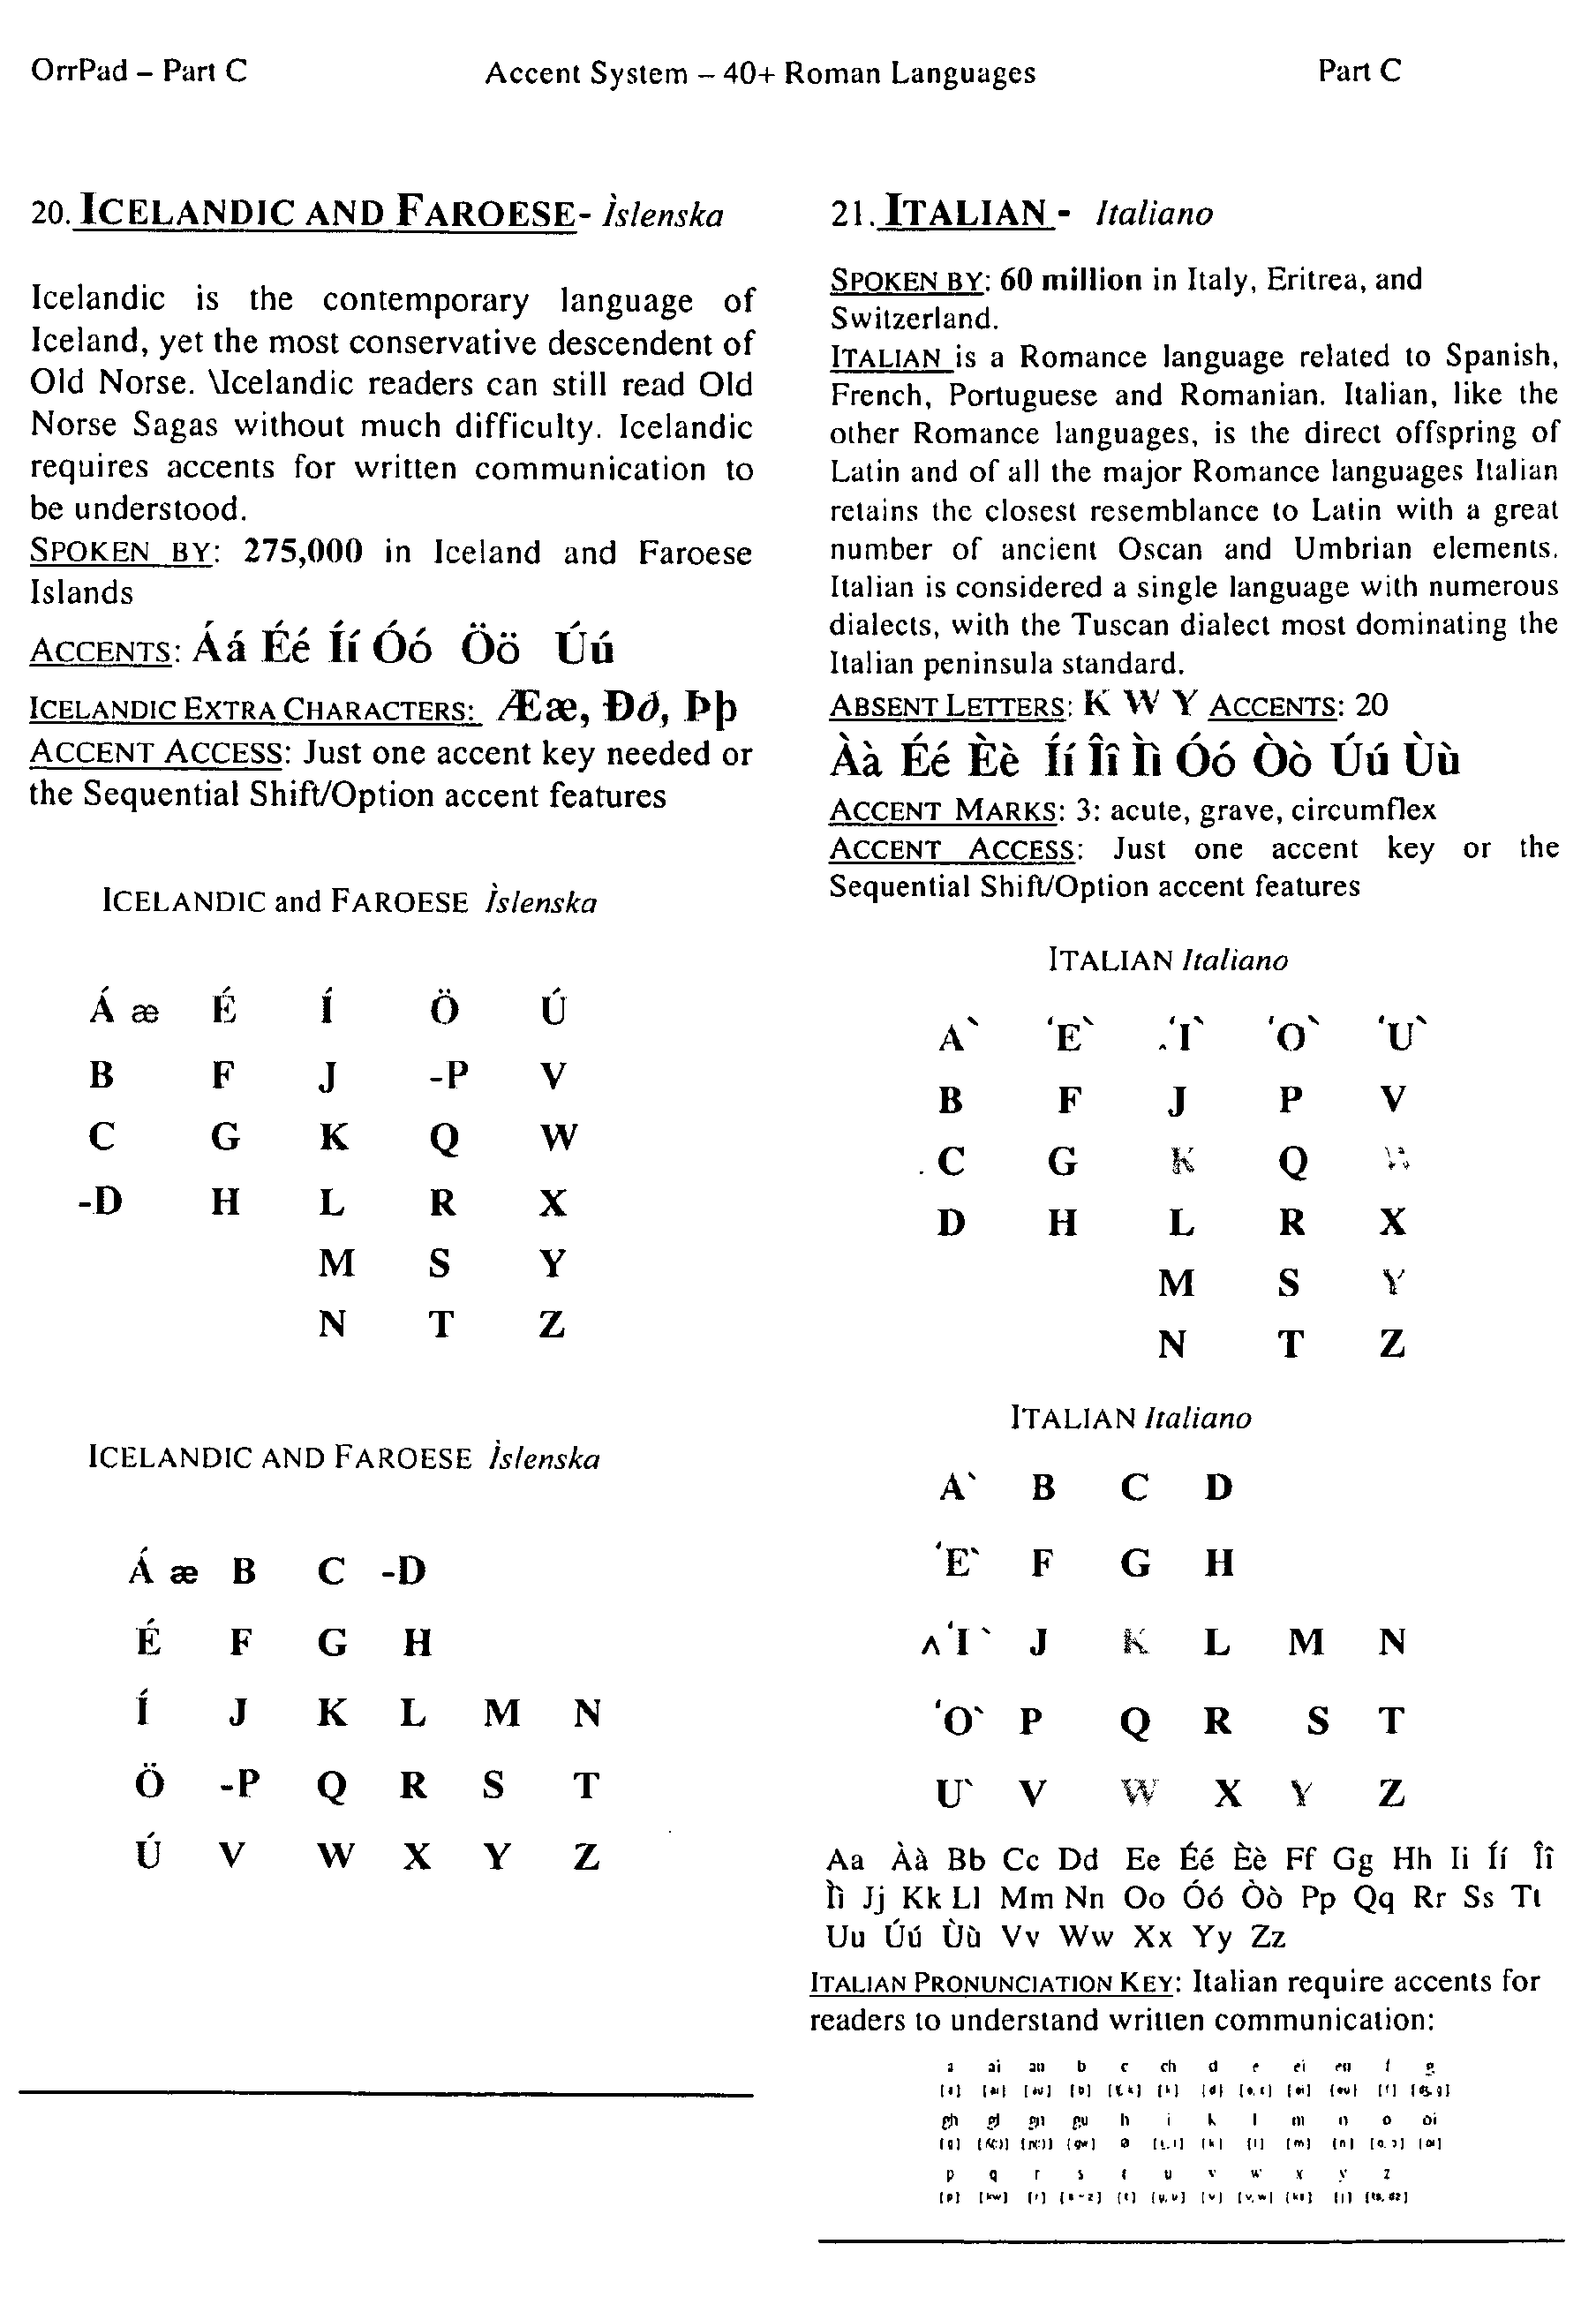 OrrPad – Part C Accent System – 40+ Roman Languages Part C
20. ICELANDIC AND FAROESE- Ìslenska
Icelandic is the contemporary language of
Iceland, yet the most conservative descendent of
Old Norse. \Icelandic readers can still read Old
Norse Sagas without much difficulty. Icelandic
requires accents for written communication to
be understood.
SPOKEN BY: 275,000 in Iceland and Faroese
Islands
ACCENTS: Áá Éé Íí Óó Öö Úú
ICELANDIC EXTRA CHARACTERS: Ææ, Đð, Þþ
ACCENT ACCESS: Just one accent key needed or
the Sequential Shift/Option accent features
ICELANDIC and FAROESE Ìslenska
Á æ É Í Ö Ú
B F J -P V
C G K Q W
-D H L R X
M S Y
N T Z
ICELANDIC AND FAROESE Ìslenska
Á æ B C -D
É F G H
Í J K L M N
Ö -P Q R S T
Ú V W X Y Z
21. ITALIAN - Italiano
SPOKEN BY: 60 million in Italy, Eritrea, and
Switzerland.
ITALIAN is a Romance language related to Spanish,
French, Portuguese and Romanian. Italian, like the
other Romance languages, is the direct offspring of
Latin and of all the major Romance languages Italian
retains the closest resemblance to Latin with a great
number of ancient Oscan and Umbrian elements.
Italian is considered a single language with numerous
dialects, with the Tuscan dialect most dominating the
Italian peninsula standard.
ABSENT LETTERS: K W Y ACCENTS: 20
Àà Éé Èè Íí Îî Ìì Óó Òò Úú Ùù
ACCENT MARKS: 3: acute, grave, circumflex
ACCENT ACCESS: Just one accent key or the
Sequential Shift/Option accent features
ITALIAN Italiano
A` 'E` 'I` 'O` 'U`
B F J P V
C G K Q W
D H L R X
M S Y
N T Z
ITALIAN Italiano
A` B C D
'E` F G H
^'I` J K L M N
'O` P Q R S T
U` V W X Y Z
Aa Àà Bb Cc Dd Ee Éé Èè Ff Gg Hh Ii Íí Îî
Ìì Jj Kk Ll Mm Nn Oo Óó Òò Pp Qq Rr Ss Tt
Uu Úú Ùù Vv Ww Xx Yy Zz
ITALIAN PRONUNCIATION KEY: Italian require accents for
readers to understand written communication:
a ai au b c ch d e ei eu f g
gh gl gn gu h i k l m n o oi
p q r s t u v w x y z